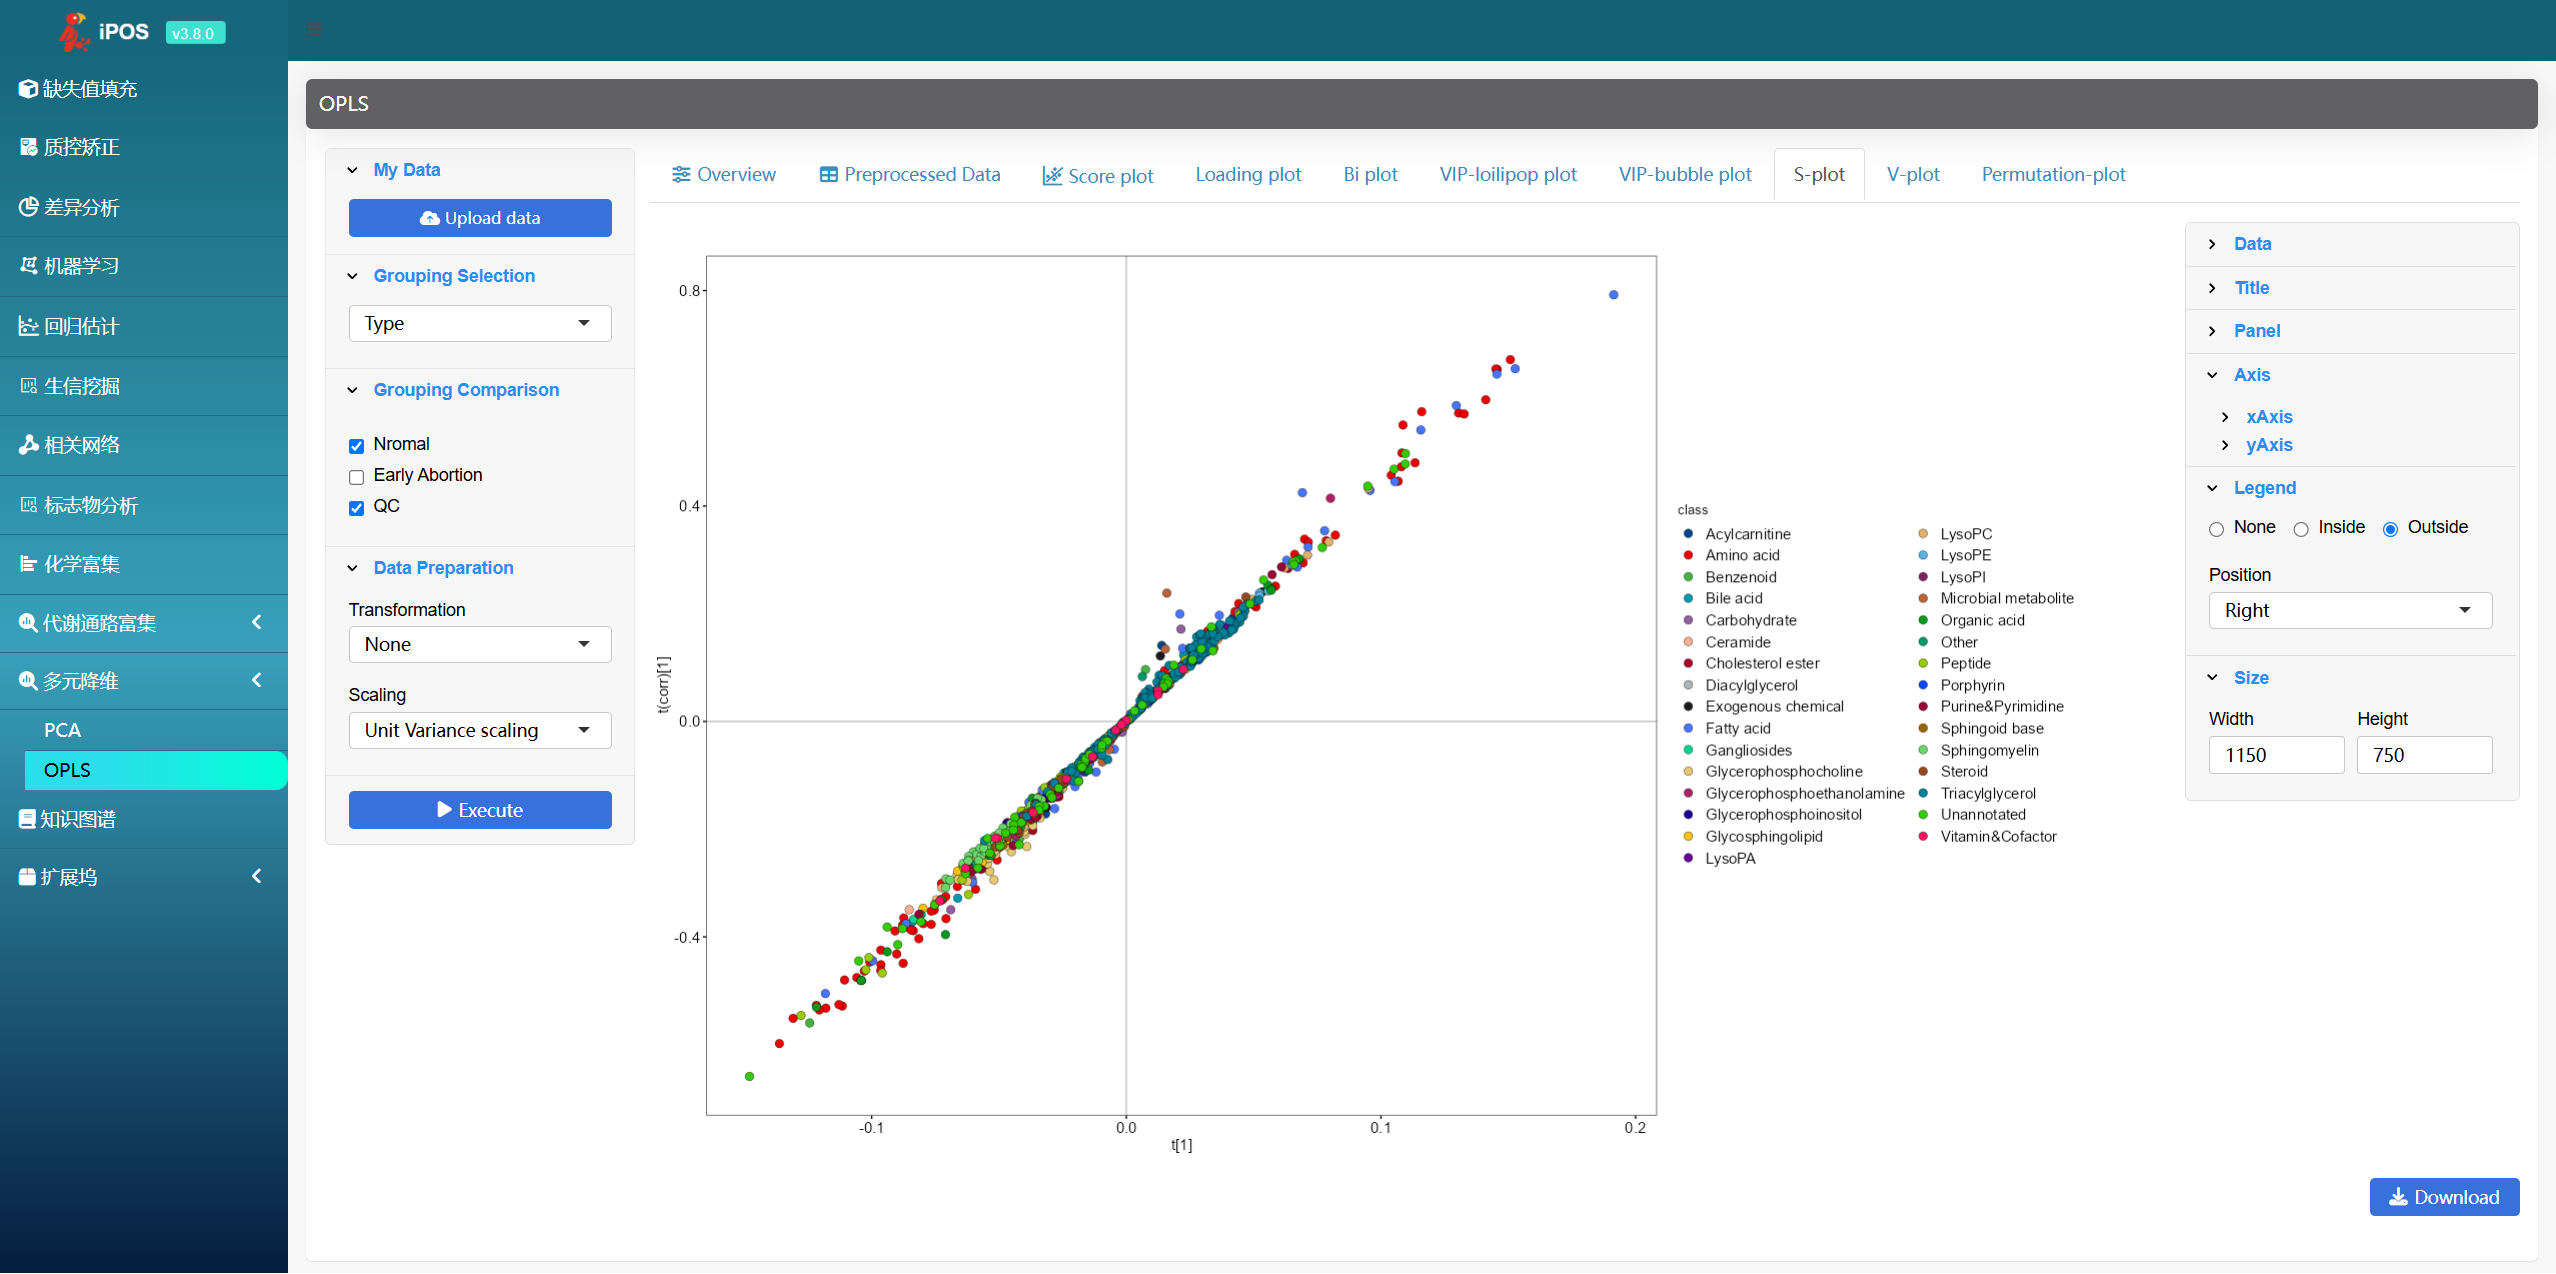 iPOS v3.8.0
缺失值填充
质控矫正
差异分析
机器学习
回归估计
生信挖掘
相关网络
标志物分析
化学富集
代谢通路富集
多元降维
PCA
OPLS
知识图谱
扩展坞
OPLS
My Data
Upload data
Grouping Selection
Type
Grouping Comparison
Nromal
Early Abortion
QC
Data Preparation
Transformation
None
Scaling
Unit Variance scaling
Execute
Overview
Preprocessed Data
Score plot
Loading plot
Bi plot
VIP-loilipop plot
VIP-bubble plot
S-plot
V-plot
Permutation-plot
0.8
0.4
0.0
-0.4
t(corr)[1]
-0.1
0.0
0.1
0.2
t[1]
class
Acylcarnitine
Amino acid
Benzenoid
Bile acid
Carbohydrate
Ceramide
Cholesterol ester
Diacylglycerol
Exogenous chemical
Fatty acid
Gangliosides
Glycerophosphocholine
Glycerophosphoethanolamine
Glycerophosphoinositol
Glycosphingolipid
LysoPA
LysoPC
LysoPE
LysoPI
Microbial metabolite
Organic acid
Other
Peptide
Porphyrin
Purine&Pyrimidine
Sphingoid base
Sphingomyelin
Steroid
Triacylglycerol
Unannotated
Vitamin&Cofactor
Data
Title
Panel
Axis
xAxis
yAxis
Legend
None Inside Outside
Position
Right
Size
Width Height
1150 750
Download